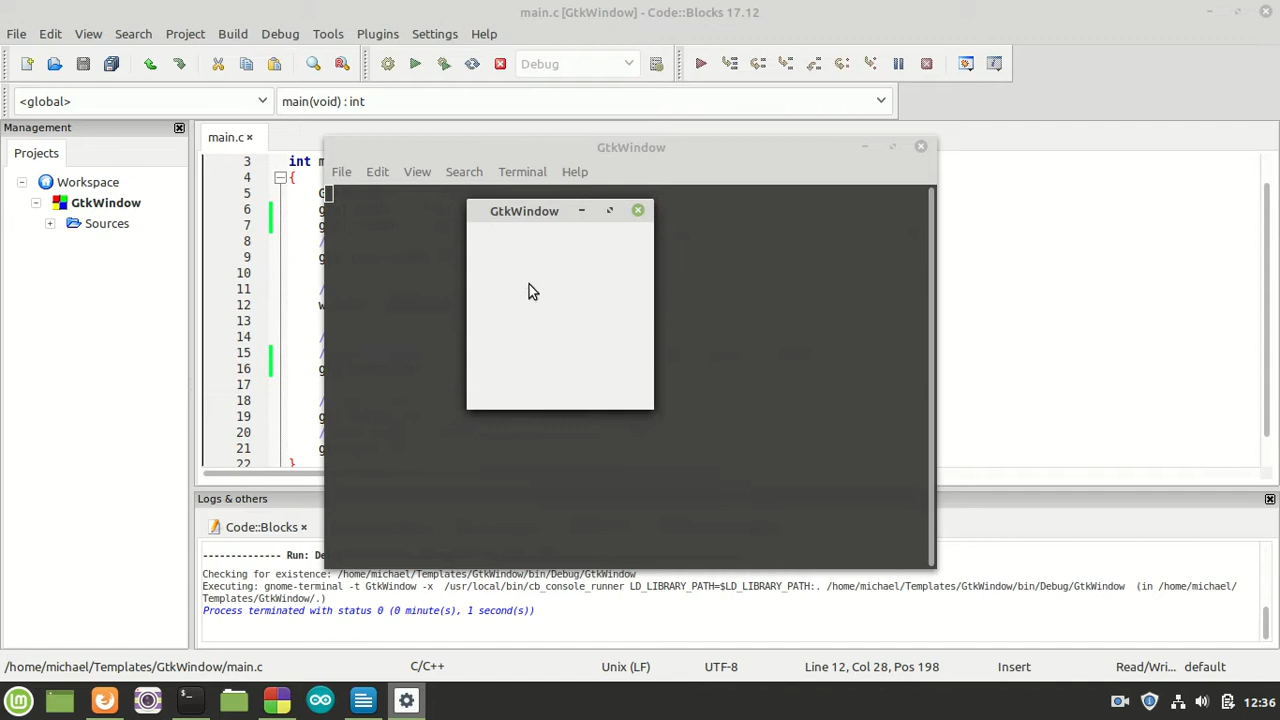 main.c [GtkWindow] - Code::Blocks 17.12
File Edit View Search Project Build Debug Tools Plugins Settings Help
Debug
<global> main(void) : int
Management
Projects
Workspace
GtkWindow
Sources
main.c
3 int
4 {
5
6
7
8 /
9
10
11 /
12
13
14 /
15 /
16
17
18 /
19
20 /
21
22 }
GtkWindow
File Edit View Search Terminal Help
GtkWindow
Logs & others
Code::Blocks
------------- Run:
Checking for existence: /home/michael/Templates/GtkWindow/bin/Debug/GtkWindow
Executing: gnome-terminal -t GtkWindow -x /usr/local/bin/cb_console_runner LD_LIBRARY_PATH=$LD_LIBRARY_PATH:. /home/michael/Templates/GtkWindow/bin/Debug/GtkWindow (in /home/michael/
Templates/GtkWindow/.)
Process terminated with status 0 (0 minute(s), 1 second(s))
/home/michael/Templates/GtkWindow/main.c C/C++ Unix (LF) UTF-8 Line 12, Col 28, Pos 198 Insert Read/Wri... default
12:36